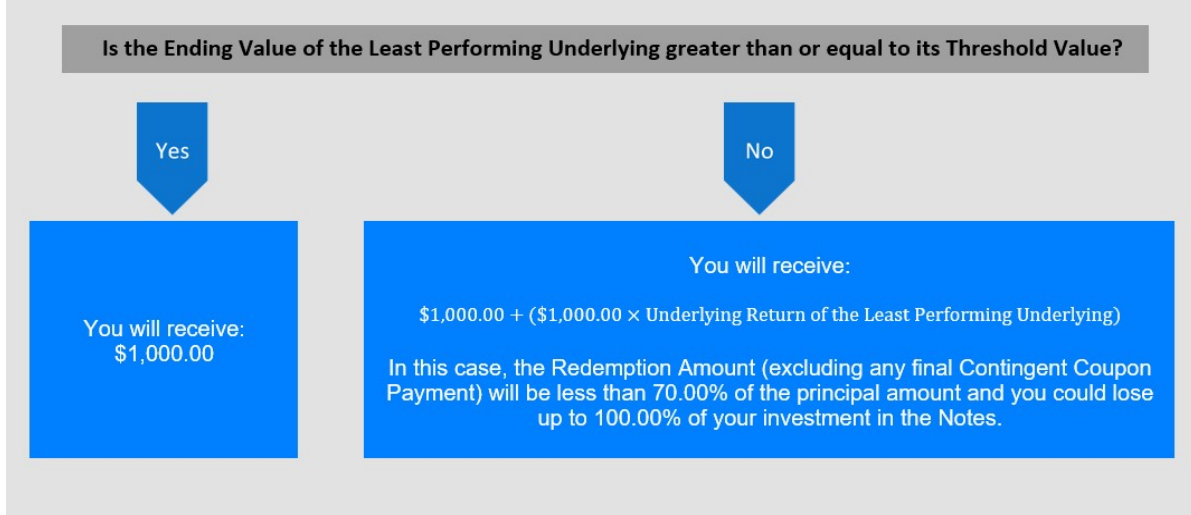 Is the Ending Value of the Least Performing Underlying greater than or equal to its Threshold Value?
Yes
No
You will receive:
$1,000.00
You will receive:
$1,000.00 + ($1,000.00 × Underlying Return of the Least Performing Underlying)
In this case, the Redemption Amount (excluding any final Contingent Coupon
Payment) will be less than 70.00% of the principal amount and you could lose
up to 100.00% of your investment in the Notes.